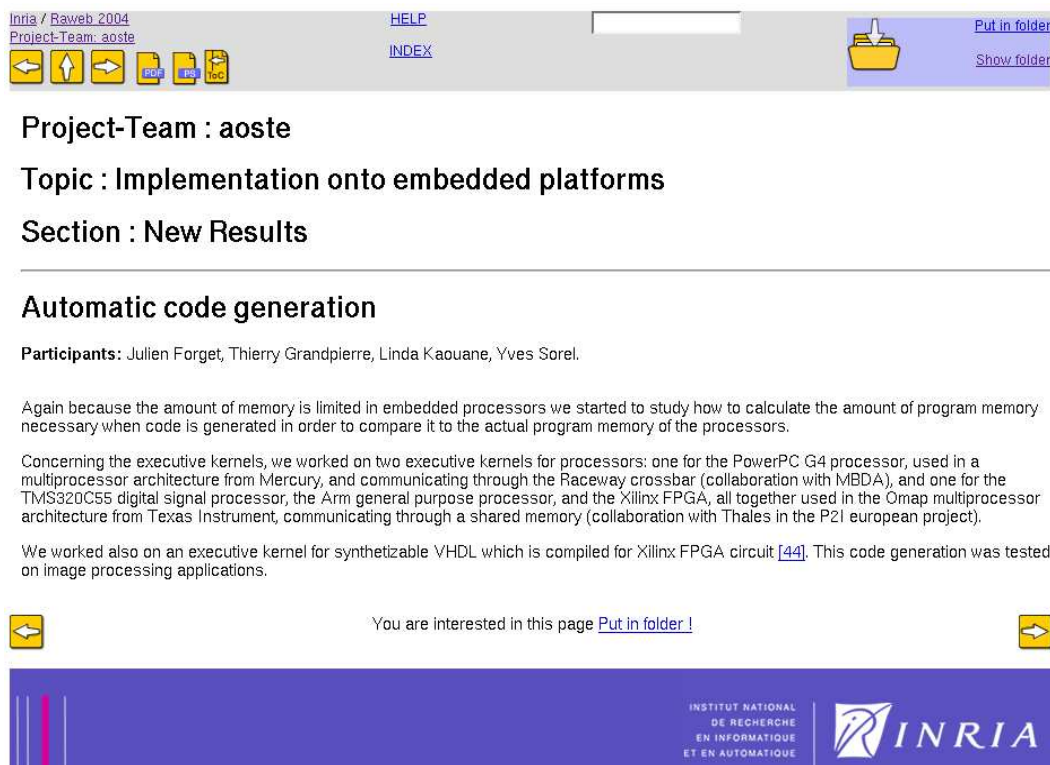 Inria / Raweb 2004
Project-Team: aoste
HELP
INDEX
Put in folder
Show folder
PDF
PS
ToC
Project-Team : aoste
Topic : Implementation onto embedded platforms
Section : New Results
Automatic code generation
Participants: Julien Forget, Thierry Grandpierre, Linda Kaouane, Yves Sorel.
Again because the amount of memory is limited in embedded processors we started to study how to calculate the amount of program memory
necessary when code is generated in order to compare it to the actual program memory of the processors.
Concerning the executive kernels, we worked on two executive kernels for processors: one for the PowerPC G4 processor, used in a
multiprocessor architecture from Mercury, and communicating through the Raceway crossbar (collaboration with MBDA), and one for the
TMS320C55 digital signal processor, the Arm general purpose processor, and the Xilinx FPGA, all together used in the Omap multiprocessor
architecture from Texas Instrument, communicating through a shared memory (collaboration with Thales in the P2I european project).
We worked also on an executive kernel for synthetizable VHDL which is compiled for Xilinx FPGA circuit [44]. This code generation was tested
on image processing applications.
You are interested in this page Put in folder !
INSTITUT NATIONAL
DE RECHERCHE
EN INFORMATIQUE
ET EN AUTOMATIQUE
INRIA